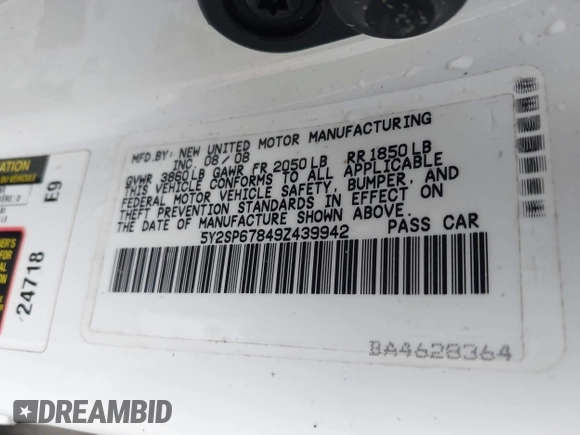 MFD.BY: NEW UNITED MOTOR MANUFACTURING
INC. 08/08
GVWR 3860LB GAWR FR 2050LB RR 1850LB
THIS VEHICLE CONFORMS TO ALL APPLICABLE
FEDERAL MOTOR VEHICLE SAFETY, BUMPER, AND
THEFT PREVENTION STANDARDS IN EFFECT ON
THE DATE OF MANUFACTURE SHOWN ABOVE.
5Y2SP67849Z439942 PASS CAR
BA4628364
E9
24718
DREAMBID